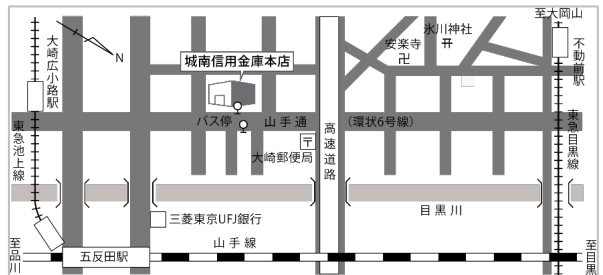 至大岡山
氷川神社
安楽寺
卍
不動前駅
大崎広小路駅
N
城南信用金庫本店
バス停
山手通
(環状6号線)
〒
大崎郵便局
高速道路
東急池上線
東急目黒線
目黒川
三菱東京UFJ銀行
山手線
五反田駅
至品川
至目黒